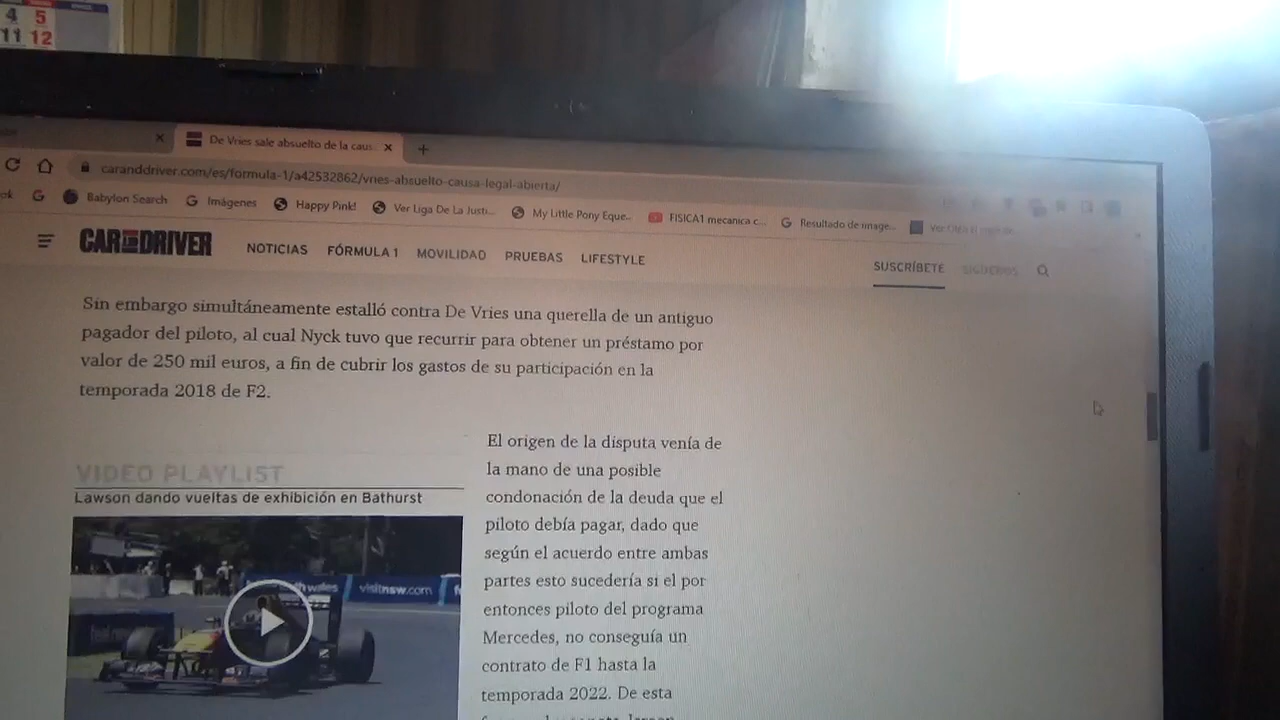 4 5
11 12
De Vries sale absuelto de la caus
caranddriver.com/es/formula-1/a42532862/vries-absuelto-causa-legal-abierta/
ok
Babylon Search
Imágenes
Happy Pink!
Ver Liga De La Justi...
My Little Pony Eque...
FISICA1 mecanica c...
Resultado de image...
CAR AND DRIVER
NOTICIAS FÓRMULA 1 MOVILIDAD PRUEBAS LIFESTYLE
SUSCRÍBETE SÍGUENOS
Sin embargo simultáneamente estalló contra De Vries una querella de un antiguo
pagador del piloto, al cual Nyck tuvo que recurrir para obtener un préstamo por
valor de 250 mil euros, a fin de cubrir los gastos de su participación en la
temporada 2018 de F2.
VIDEO PLAYLIST
Lawson dando vueltas de exhibición en Bathurst
visitnsw.com
El origen de la disputa venía de
la mano de una posible
condonación de la deuda que el
piloto debía pagar, dado que
según el acuerdo entre ambas
partes esto sucedería si el por
entonces piloto del programa
Mercedes, no conseguía un
contrato de F1 hasta la
temporada 2022. De esta